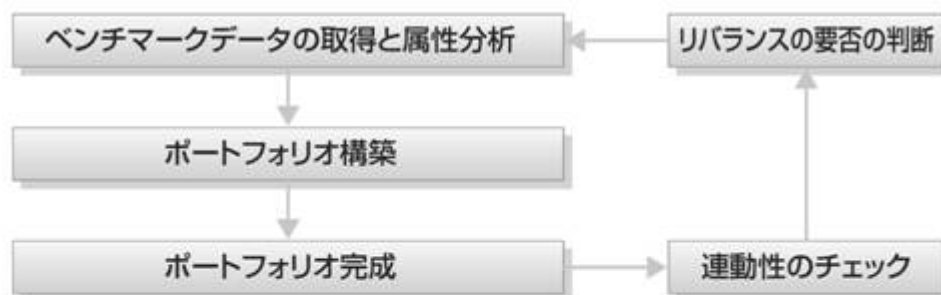 ベンチマークデータの取得と属性分析
リバランスの要否の判断
ポートフォリオ構築
ポートフォリオ完成
連動性のチェック